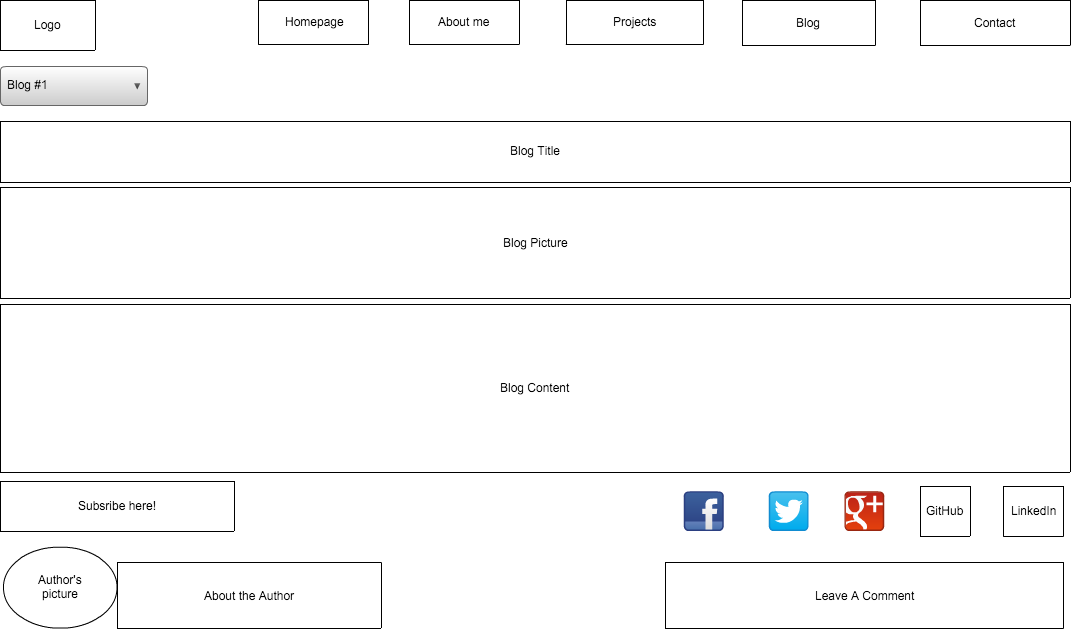 Logo
Homepage
About me
Projects
Blog
Contact
Blog #1
Blog Title
Blog Picture
Blog Content
Subsribe here!
GitHub
LinkedIn
Author's
picture
About the Author
Leave A Comment